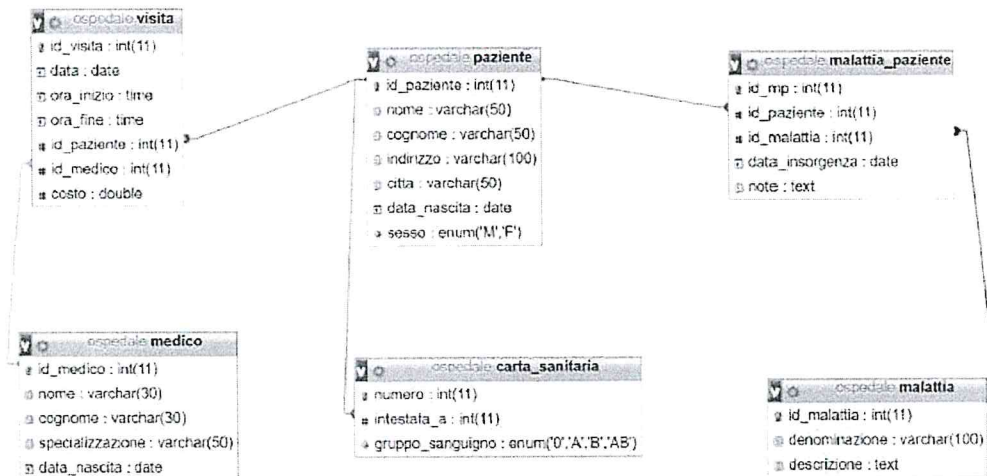 ospedale visita
id_visita : int(11)
data : date
ora_inizio : time
ora_fine : time
id_paziente : int(11)
id_medico : int(11)
costo : double
ospedale paziente
id_paziente : int(11)
nome : varchar(50)
cognome : varchar(50)
indirizzo : varchar(100)
citta : varchar(50)
data_nascita : date
sesso : enum('M','F')
ospedale malattia_paziente
id_mp : int(11)
id_paziente : int(11)
id_malattia : int(11)
data_insorgenza : date
note : text
ospedale medico
id_medico : int(11)
nome : varchar(30)
cognome : varchar(30)
specializzazione : varchar(50)
data_nascita : date
ospedale carta_sanitaria
numero : int(11)
intestata_a : int(11)
gruppo_sanguigno : enum('0','A','B','AB')
ospedale malattia
id_malattia : int(11)
denominazione : varchar(100)
descrizione : text